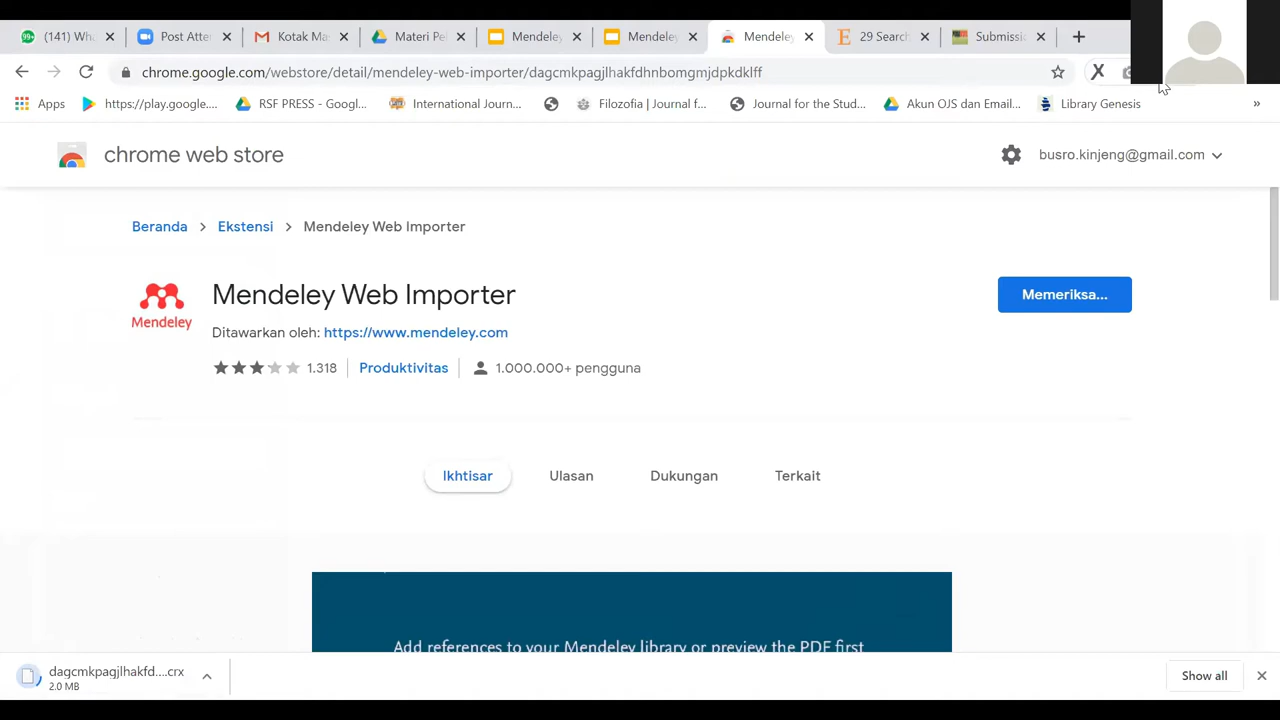 99+ (141) Wh
Post Atte
Kotak Ma
Materi Pe
Mendeley
Mendeley
Mendeley
29 Search
Submissi
chrome.google.com/webstore/detail/mendeley-web-importer/dagcmkpagjlhakfdhnbomgmjdpkdklff
X
Apps
https://play.google....
RSF PRESS - Googl...
International Journ...
Filozofia | Journal f...
Journal for the Stud...
Akun OJS dan Email...
Library Genesis
»
chrome web store
busro.kinjeng@gmail.com
Beranda > Ekstensi > Mendeley Web Importer
Mendeley
Mendeley Web Importer
Memeriksa...
Ditawarkan oleh: https://www.mendeley.com
1.318 | Produktivitas | 1.000.000+ pengguna
Ikhtisar
Ulasan
Dukungan
Terkait
Add references to your Mendeley library or preview the PDF first
dagcmkpagjlhakfd....crx
2.0 MB
Show all